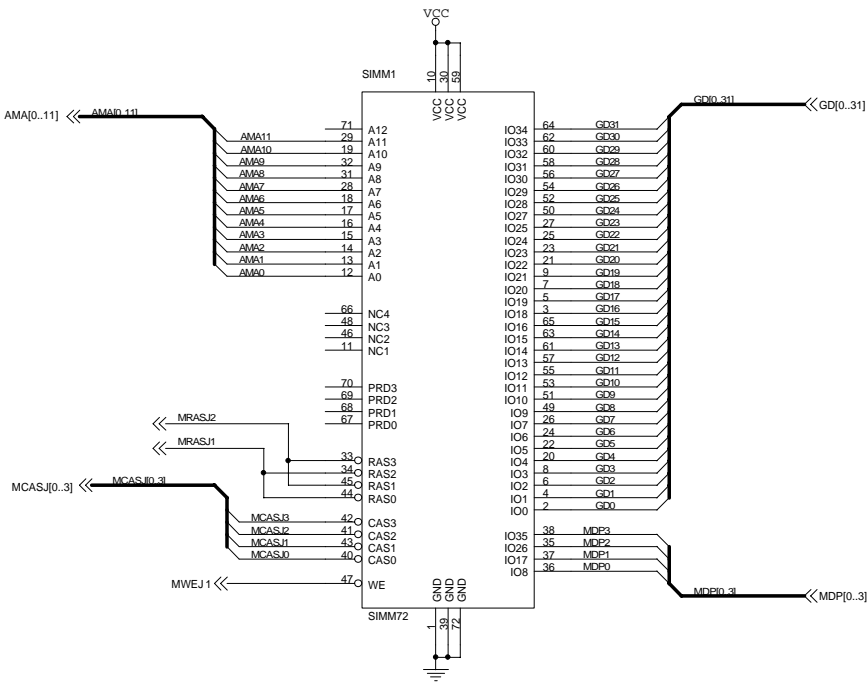 VCC
SIMM1
10 30 59
VCC VCC VCC
AMA[0..11]
AMA[0..11]
71 A12
AMA11 29 A11
AMA10 19 A10
AMA9 32 A9
AMA8 31 A8
AMA7 28 A7
AMA6 18 A6
AMA5 17 A5
AMA4 16 A4
AMA3 15 A3
AMA2 14 A2
AMA1 13 A1
AMA0 12 A0
66 NC4
48 NC3
46 NC2
11 NC1
70 PRD3
69 PRD2
68 PRD1
67 PRD0
MRASJ2
MRASJ1
33 RAS3
34 RAS2
45 RAS1
44 RAS0
MCASJ[0..3]
MCASJ[0..3]
MCASJ3 42 CAS3
MCASJ2 41 CAS2
MCASJ1 43 CAS1
MCASJ0 40 CAS0
MWEJ1 47 WE
GD[0..31]
GD[0..31]
IO34 64 GD31
IO33 62 GD30
IO32 60 GD29
IO31 58 GD28
IO30 56 GD27
IO29 54 GD26
IO28 52 GD25
IO27 50 GD24
IO25 27 GD23
IO24 25 GD22
IO23 23 GD21
IO22 21 GD20
IO21 9 GD19
IO20 7 GD18
IO19 5 GD17
IO18 3 GD16
IO16 65 GD15
IO15 63 GD14
IO14 61 GD13
IO13 57 GD12
IO12 55 GD11
IO11 53 GD10
IO10 51 GD9
IO9 49 GD8
IO7 26 GD7
IO6 24 GD6
IO5 22 GD5
IO4 20 GD4
IO3 8 GD3
IO2 6 GD2
IO1 4 GD1
IO0 2 GD0
IO35 38 MDP3
IO26 35 MDP2
IO17 37 MDP1
IO8 36 MDP0
MDP[0..3]
MDP[0..3]
GND GND GND
SIMM72
1 39 72